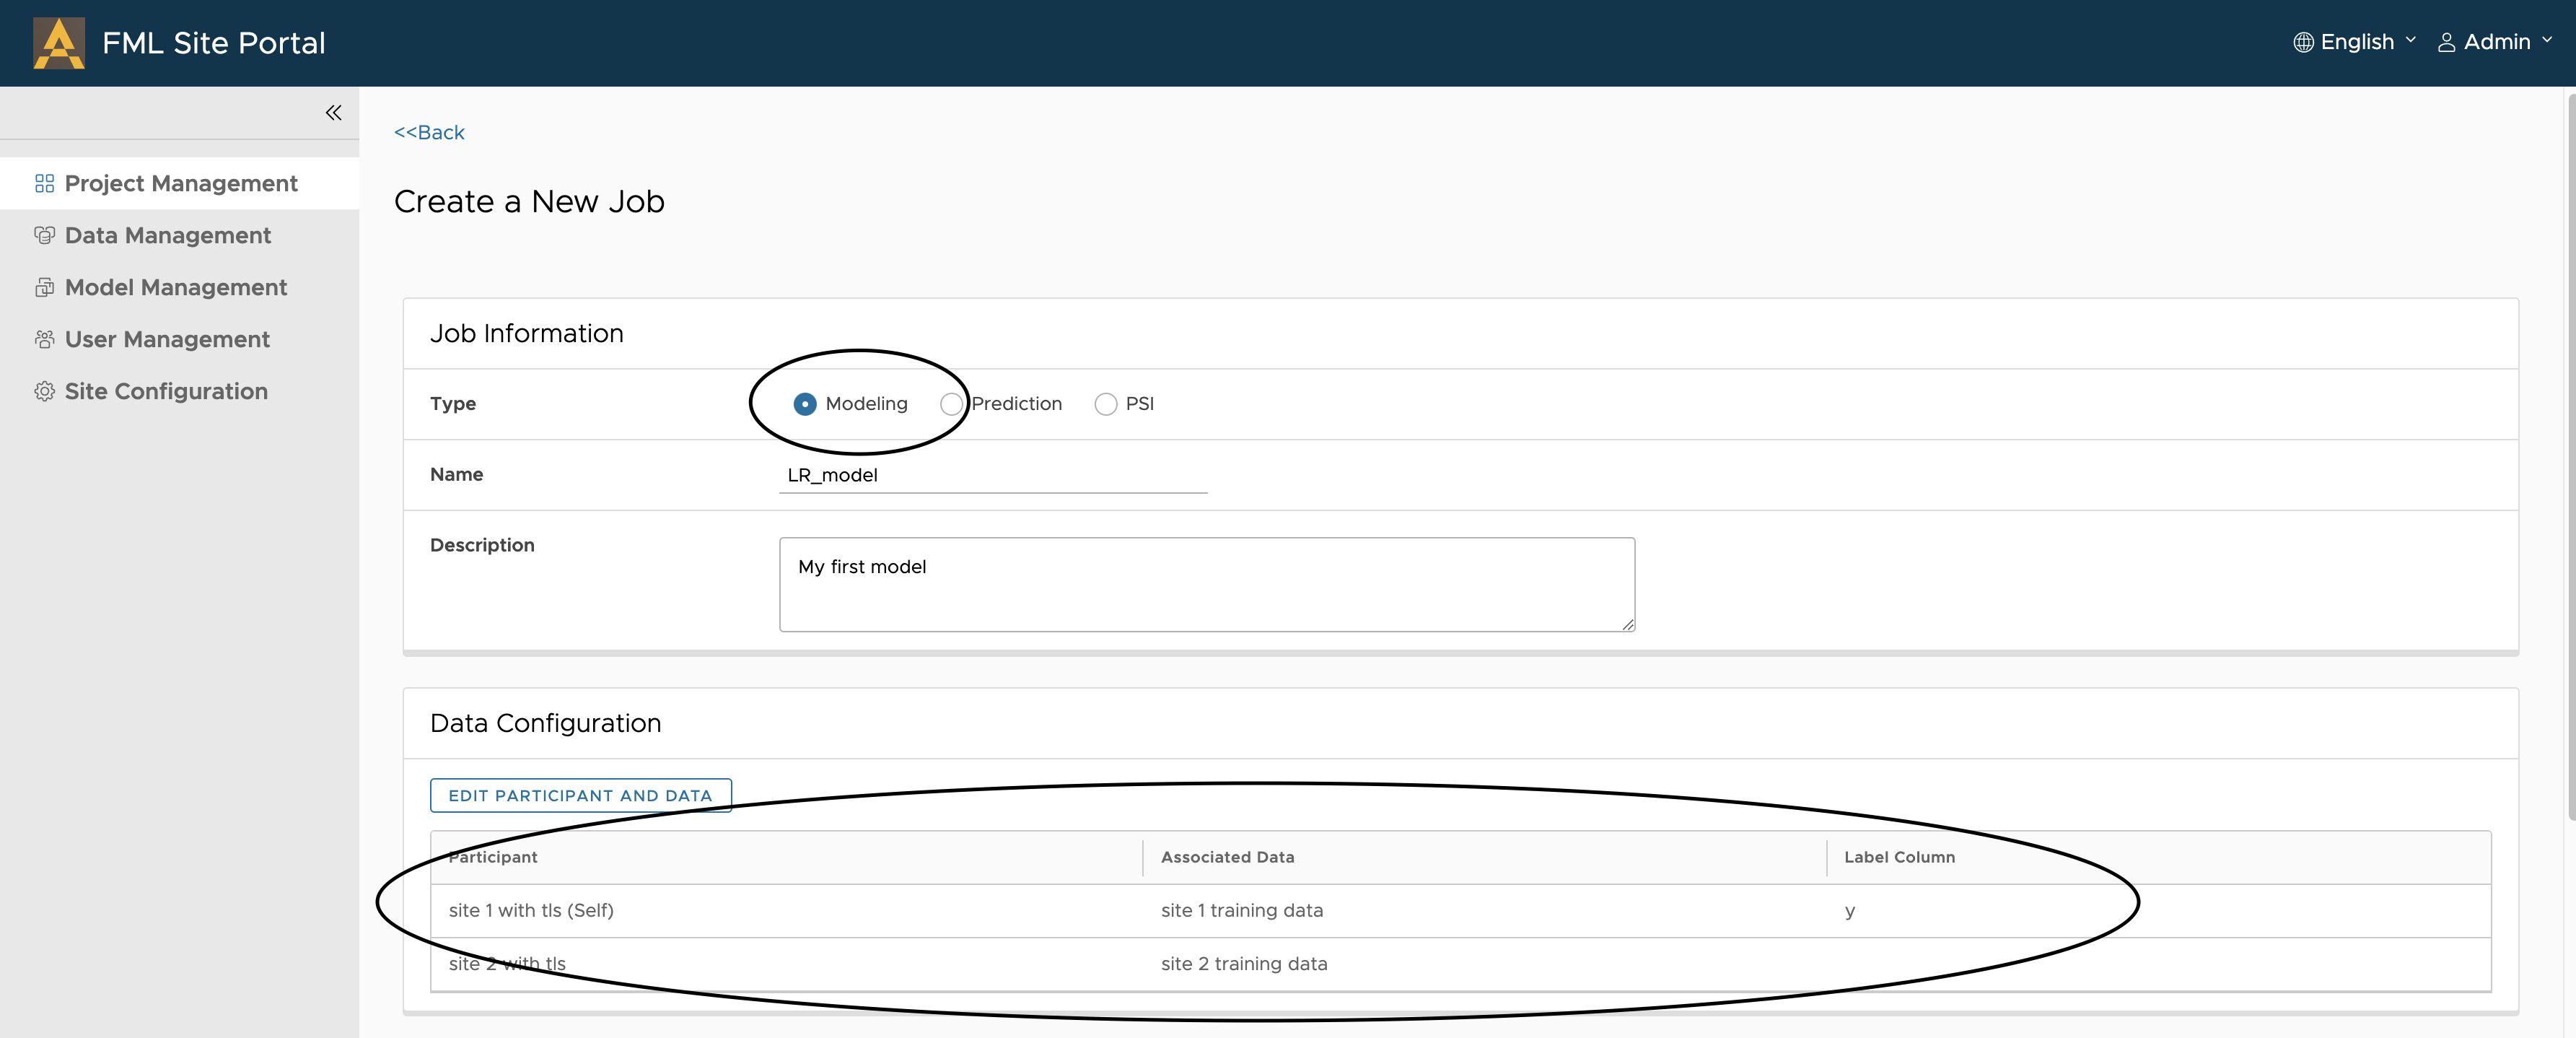 FML Site Portal
English
Admin
Project Management
Data Management
Model Management
User Management
Site Configuration
<<Back
Create a New Job
Job Information
Type Modeling Prediction PSI
Name LR_model
Description My first model
Data Configuration
EDIT PARTICIPANT AND DATA
Participant Associated Data Label Column
site 1 with tls (Self) site 1 training data y
site 2 with tls site 2 training data